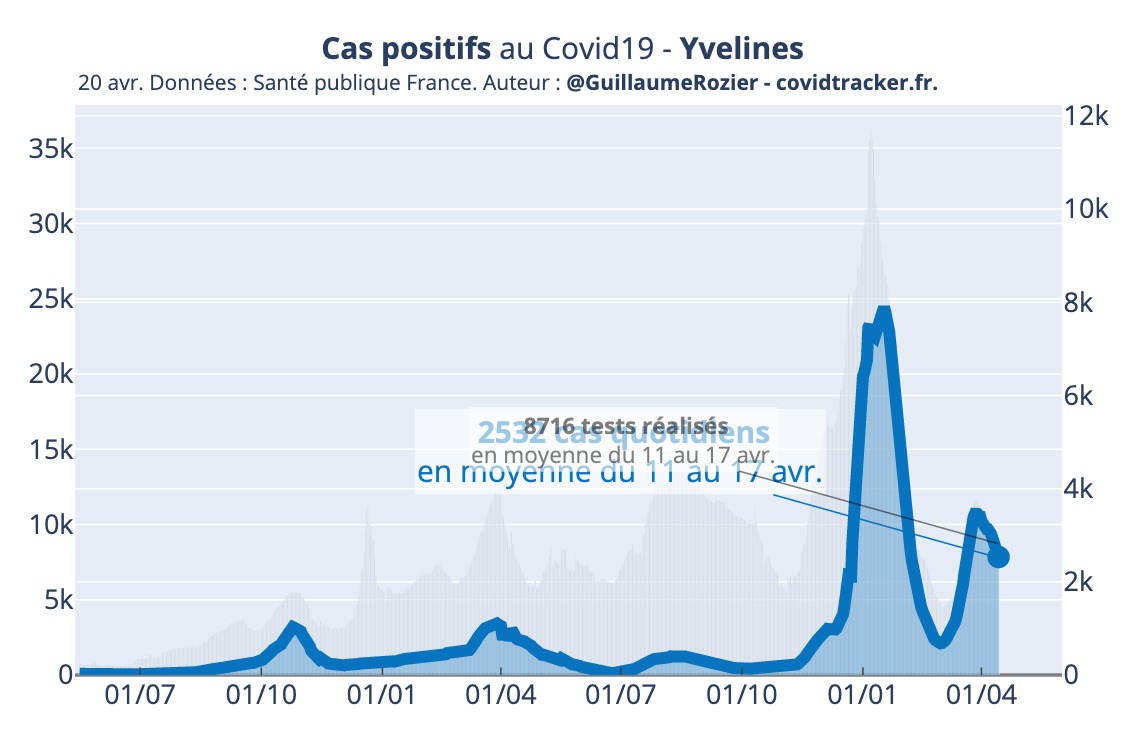 Cas positifs au Covid19 - Yvelines
20 avr. Données : Santé publique France. Auteur : @GuillaumeRozier - covidtracker.fr.
12k
35k
10k
30k
25k
8k
20k
6k
8716 tests réalisés
2532 cas quotidiens
15k
en moyenne du 11 au 17 avr.
en moyenne du 11 au 17 avr.
4k
10k
2k
5k
0
0
01/07
01/10
01/01
01/04
01/07
01/10
01/01
01/04